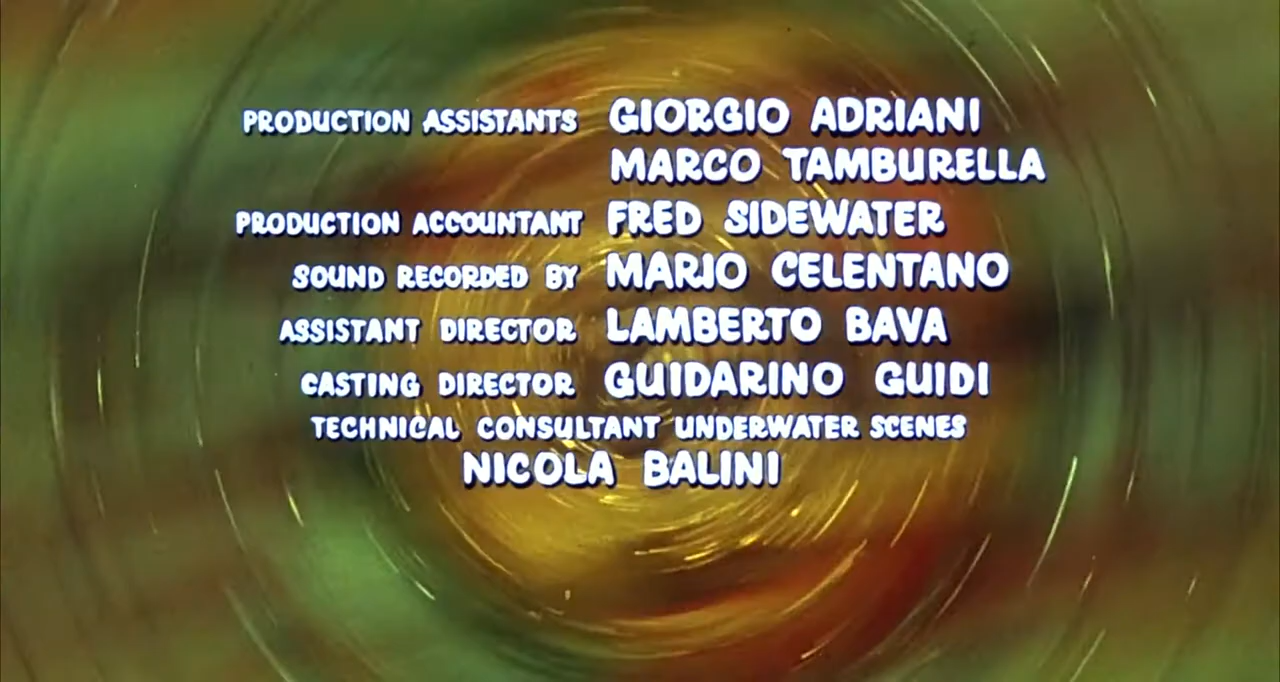 PRODUCTION ASSISTANTS GIORGIO ADRIANI
MARCO TAMBURELLA
PRODUCTION ACCOUNTANT FRED SIDEWATER
SOUND RECORDED BY MARIO CELENTANO
ASSISTANT DIRECTOR LAMBERTO BAVA
CASTING DIRECTOR GUIDARINO GUIDI
TECHNICAL CONSULTANT UNDERWATER SCENES
NICOLA BALINI